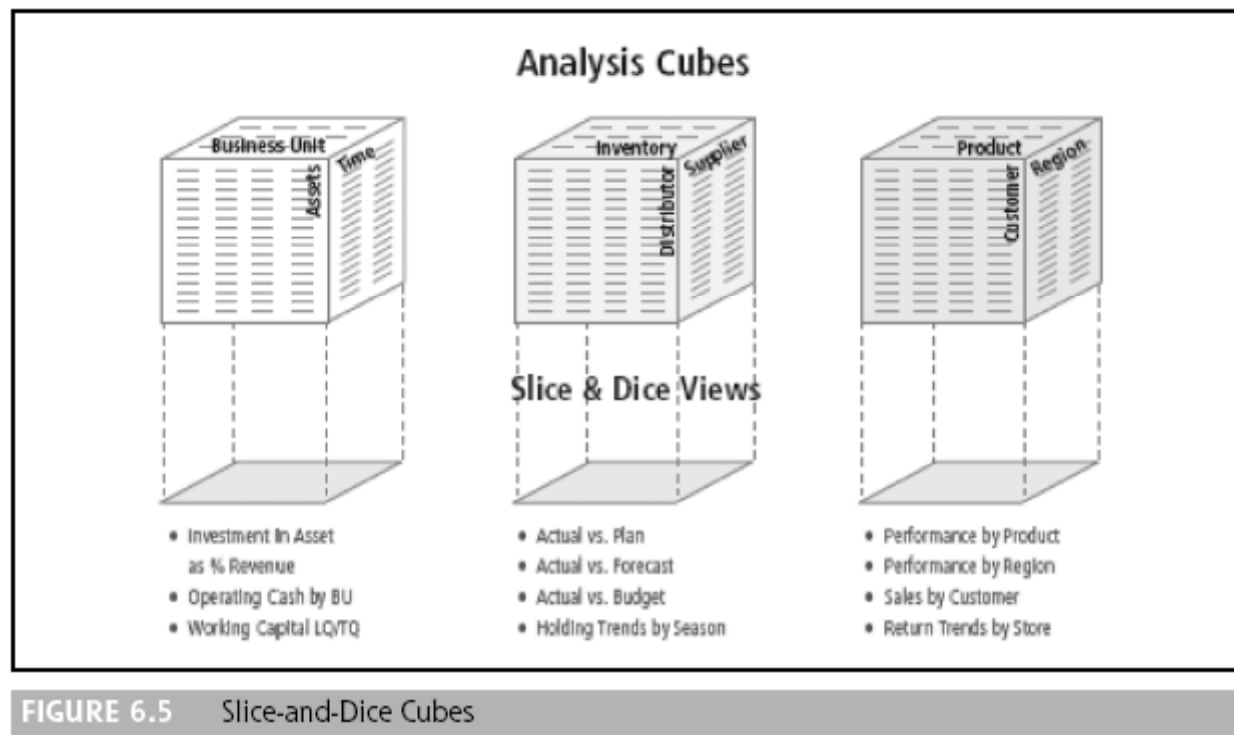 Analysis Cubes
Business Unit
Time
Assets
Inventory
Supplier
Distributor
Product
Region
Customer
Slice & Dice Views
• Investment in Asset
as % Revenue
• Operating Cash by BU
• Working Capital LQ/TQ
• Actual vs. Plan
• Actual vs. Forecast
• Actual vs. Budget
• Holding Trends by Season
• Performance by Product
• Performance by Region
• Sales by Customer
• Return Trends by Store
FIGURE 6.5 Slice-and-Dice Cubes